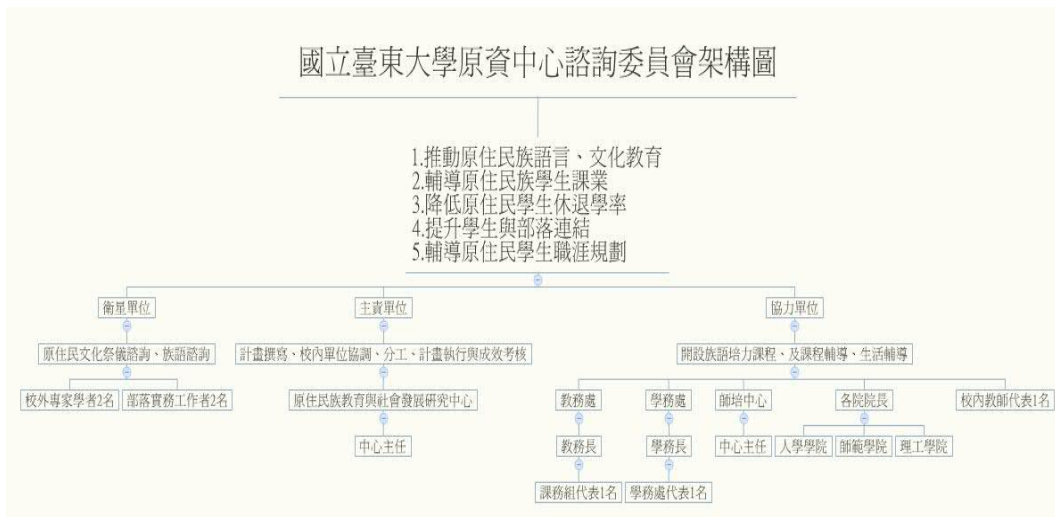 國立臺東大學原資中心諮詢委員會架構圖
1.推動原住民族語言、文化教育
2.輔導原住民族學生課業
3.降低原住民學生休退學率
4.提升學生與部落連結
5.輔導原住民學生職涯規劃
衛星單位
主責單位
協力單位
原住民文化祭儀諮詢、族語諮詢
計畫撰寫、校內單位協調、分工、計畫執行與成效考核
開設族語培力課程、及課程輔導、生活輔導
校外專家學者2名
部落實務工作者2名
原住民族教育與社會發展研究中心
教務處
學務處
師培中心
各院院長
校內教師代表1名
中心主任
教務長
學務長
中心主任
人學學院
師範學院
理工學院
課務組代表1名
學務處代表1名